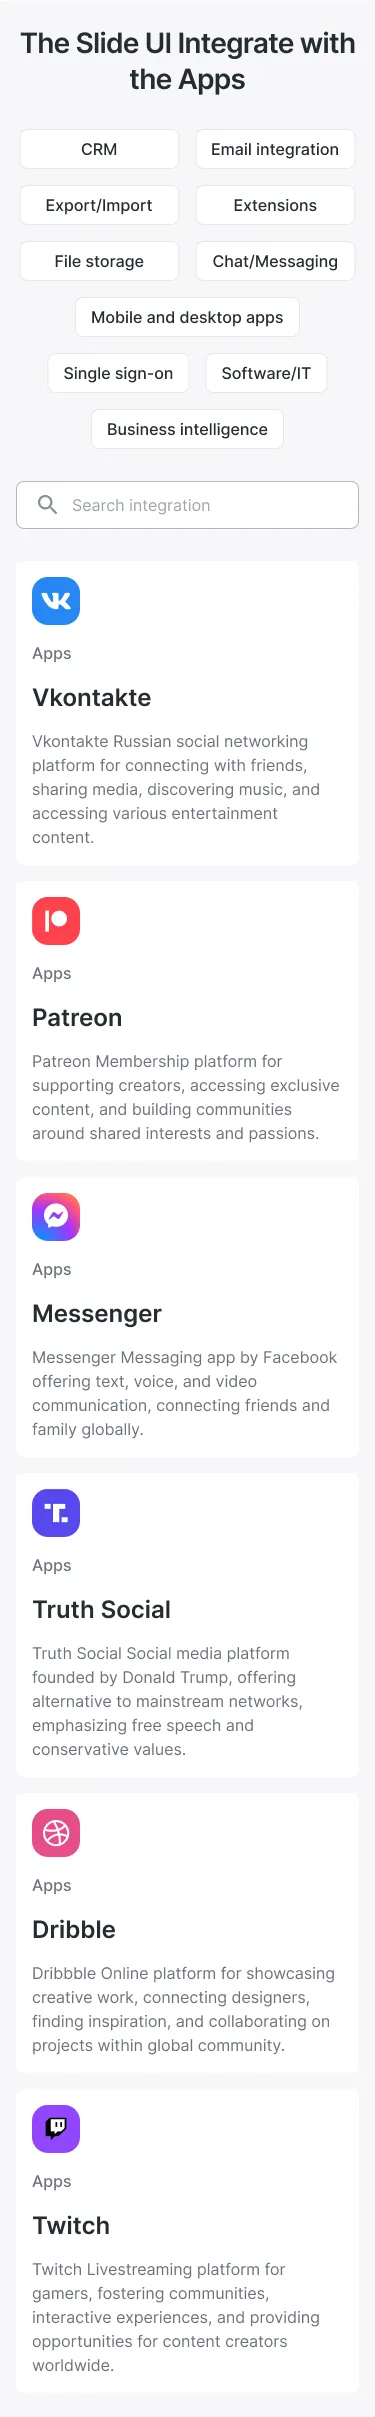 The Slide UI Integrate with
the Apps
CRM
Email integration
Export/Import
Extensions
File storage
Chat/Messaging
Mobile and desktop apps
Single sign-on
Software/IT
Business intelligence
Search integration
Apps
Vkontakte
Vkontakte Russian social networking
platform for connecting with friends,
sharing media, discovering music, and
accessing various entertainment
content.
Apps
Patreon
Patreon Membership platform for
supporting creators, accessing exclusive
content, and building communities
around shared interests and passions.
Apps
Messenger
Messenger Messaging app by Facebook
offering text, voice, and video
communication, connecting friends and
family globally.
Apps
Truth Social
Truth Social Social media platform
founded by Donald Trump, offering
alternative to mainstream networks,
emphasizing free speech and
conservative values.
Apps
Dribble
Dribbble Online platform for showcasing
creative work, connecting designers,
finding inspiration, and collaborating on
projects within global community.
Apps
Twitch
Twitch Livestreaming platform for
gamers, fostering communities,
interactive experiences, and providing
opportunities for content creators
worldwide.